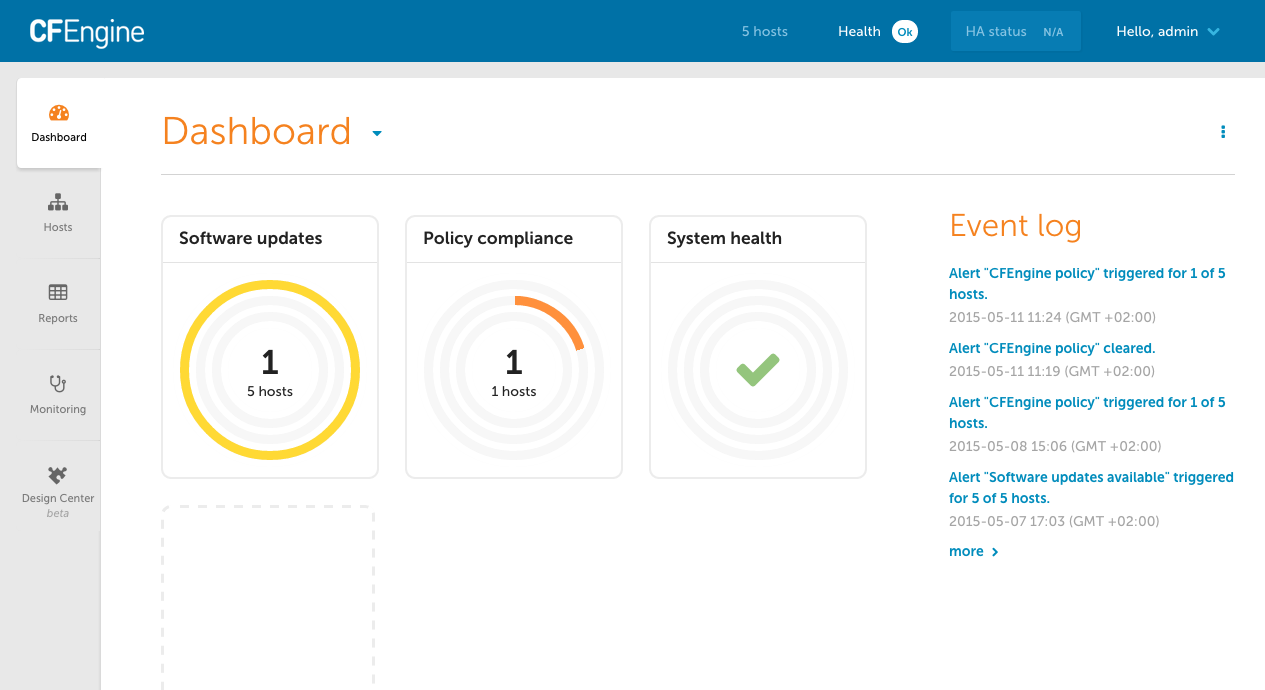 CFEngine
5 hosts
Health Ok
HA status N/A
Hello, admin
Dashboard
Hosts
Reports
Monitoring
Design Center
beta
Dashboard
Software updates
1
5 hosts
Policy compliance
1
1 hosts
System health
Event log
Alert "CFEngine policy" triggered for 1 of 5
hosts.
2015-05-11 11:24 (GMT +02:00)
Alert "CFEngine policy" cleared.
2015-05-11 11:19 (GMT +02:00)
Alert "CFEngine policy" triggered for 1 of 5
hosts.
2015-05-08 15:06 (GMT +02:00)
Alert "Software updates available" triggered
for 5 of 5 hosts.
2015-05-07 17:03 (GMT +02:00)
more